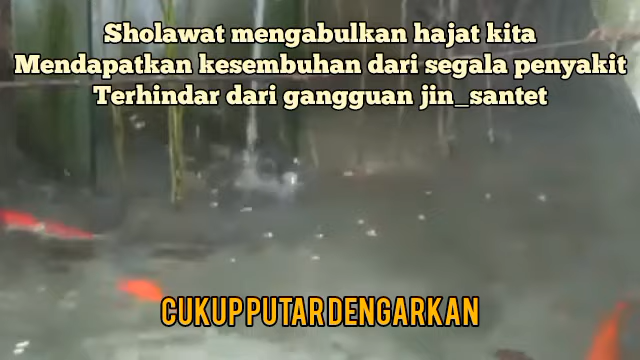 Sholawat mengabulkan hajat kita
Mendapatkan kesembuhan dari segala penyakit
Terhindar dari gangguan jin_santet
CUKUP PUTAR DENGARKAN